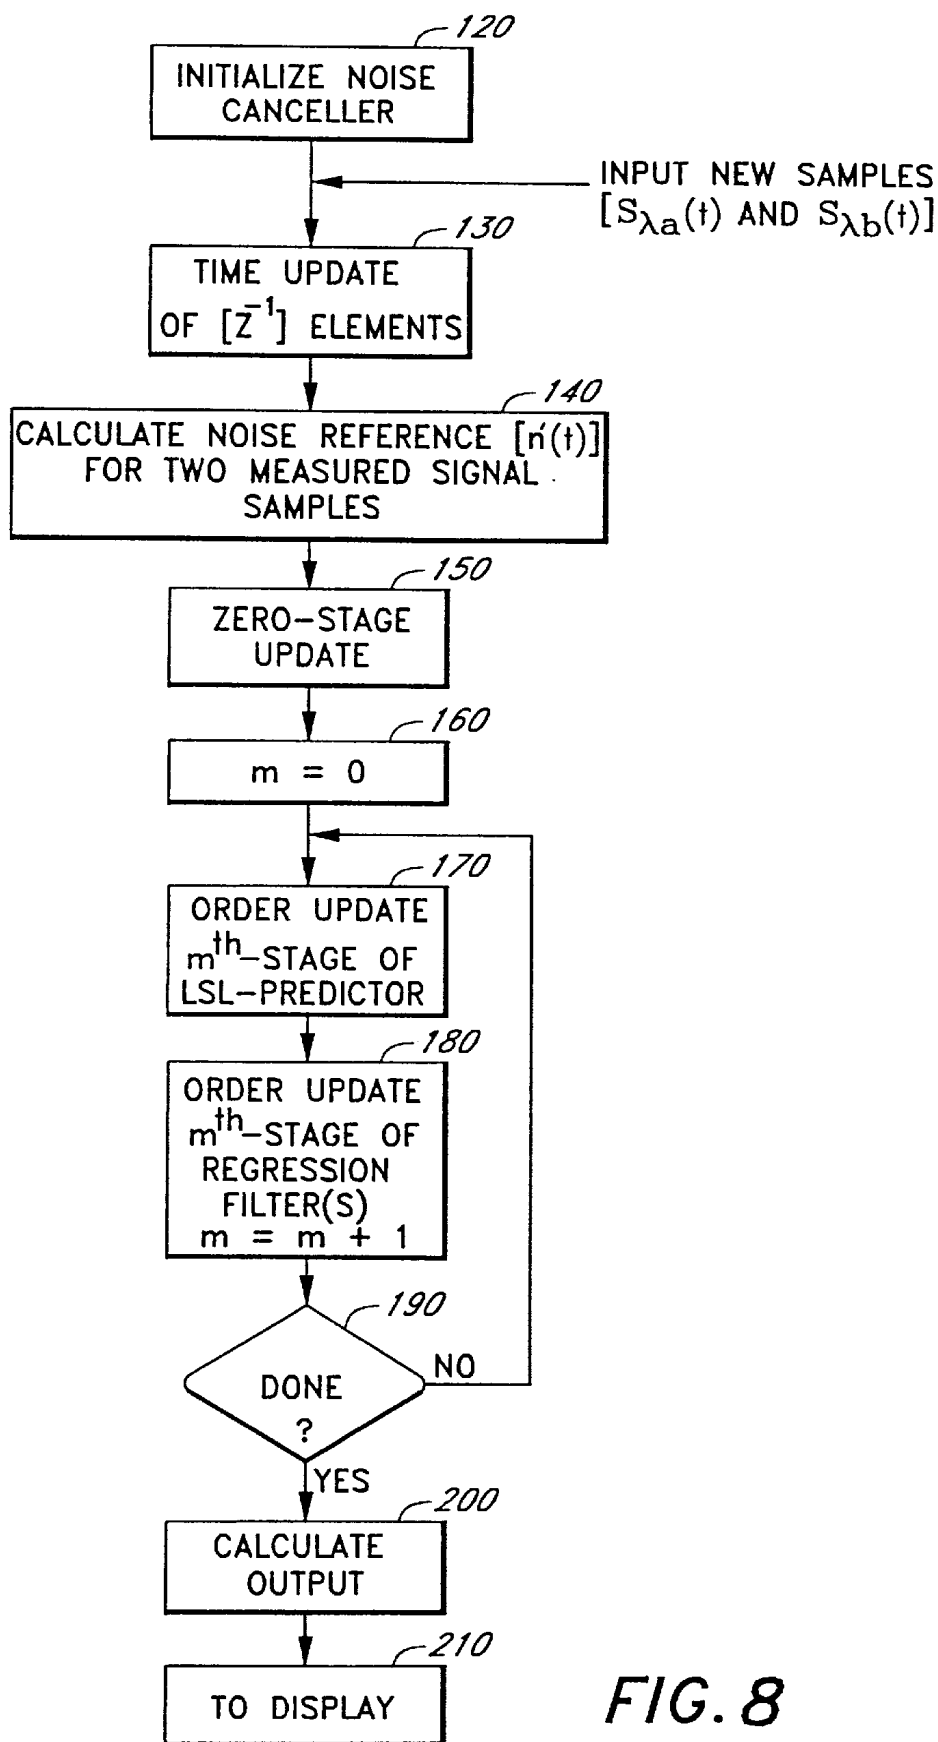 120
INITIALIZE NOISE
CANCELLER
INPUT NEW SAMPLES
[Sλa(t) AND Sλb(t)]
130
TIME UPDATE
OF [Z⁻¹] ELEMENTS
140
CALCULATE NOISE REFERENCE [n′(t)]
FOR TWO MEASURED SIGNAL
SAMPLES
150
ZERO-STAGE
UPDATE
160
m = 0
170
ORDER UPDATE
mth-STAGE OF
LSL-PREDICTOR
180
ORDER UPDATE
mth-STAGE OF
REGRESSION
FILTER(S)
m = m + 1
190
DONE
?
NO
YES
200
CALCULATE
OUTPUT
210
TO DISPLAY
FIG. 8